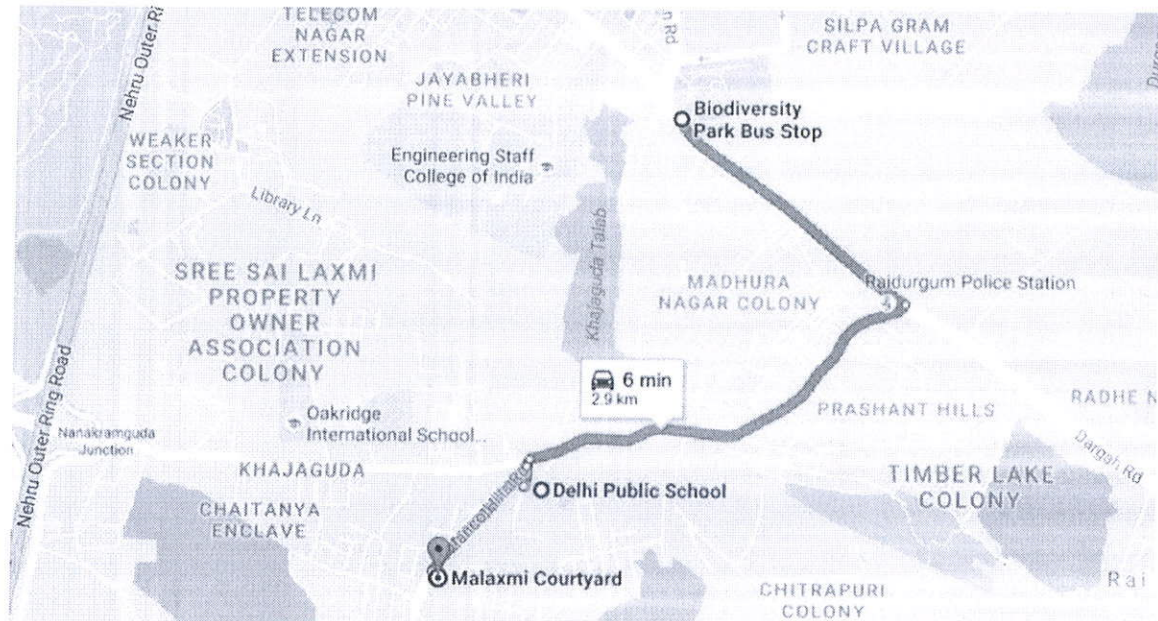 TELECOM
NAGAR
EXTENSION
SILPA GRAM
CRAFT VILLAGE
Nehru Outer Ri
n Rd
JAYABHERI
PINE VALLEY
Biodiversity
Park Bus Stop
WEAKER
SECTION
COLONY
Engineering Staff
College of India
Library Ln
Khajaguda Talab
SREE SAI LAXMI
PROPERTY
OWNER
ASSOCIATION
COLONY
MADHURA
NAGAR COLONY
Raidurgum Police Station
6 min
2.9 km
Nehru Outer Ring Road
PRASHANT HILLS
RADHE N
Oakridge
International School...
Nanakramguda
Junction
KHAJAGUDA
Dargah Rd
TIMBER LAKE
COLONY
Delhi Public School
CHAITANYA
ENCLAVE
Malaxmi Courtyard
CHITRAPURI
COLONY
Rai